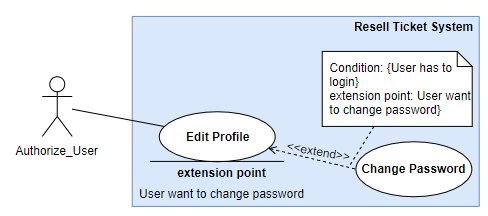 Resell Ticket System
Condition: {User has to
login}
extension point: User want
to change password}
Edit Profile
<<extend>>
Authorize_User
extension point
Change Password
User want to change password